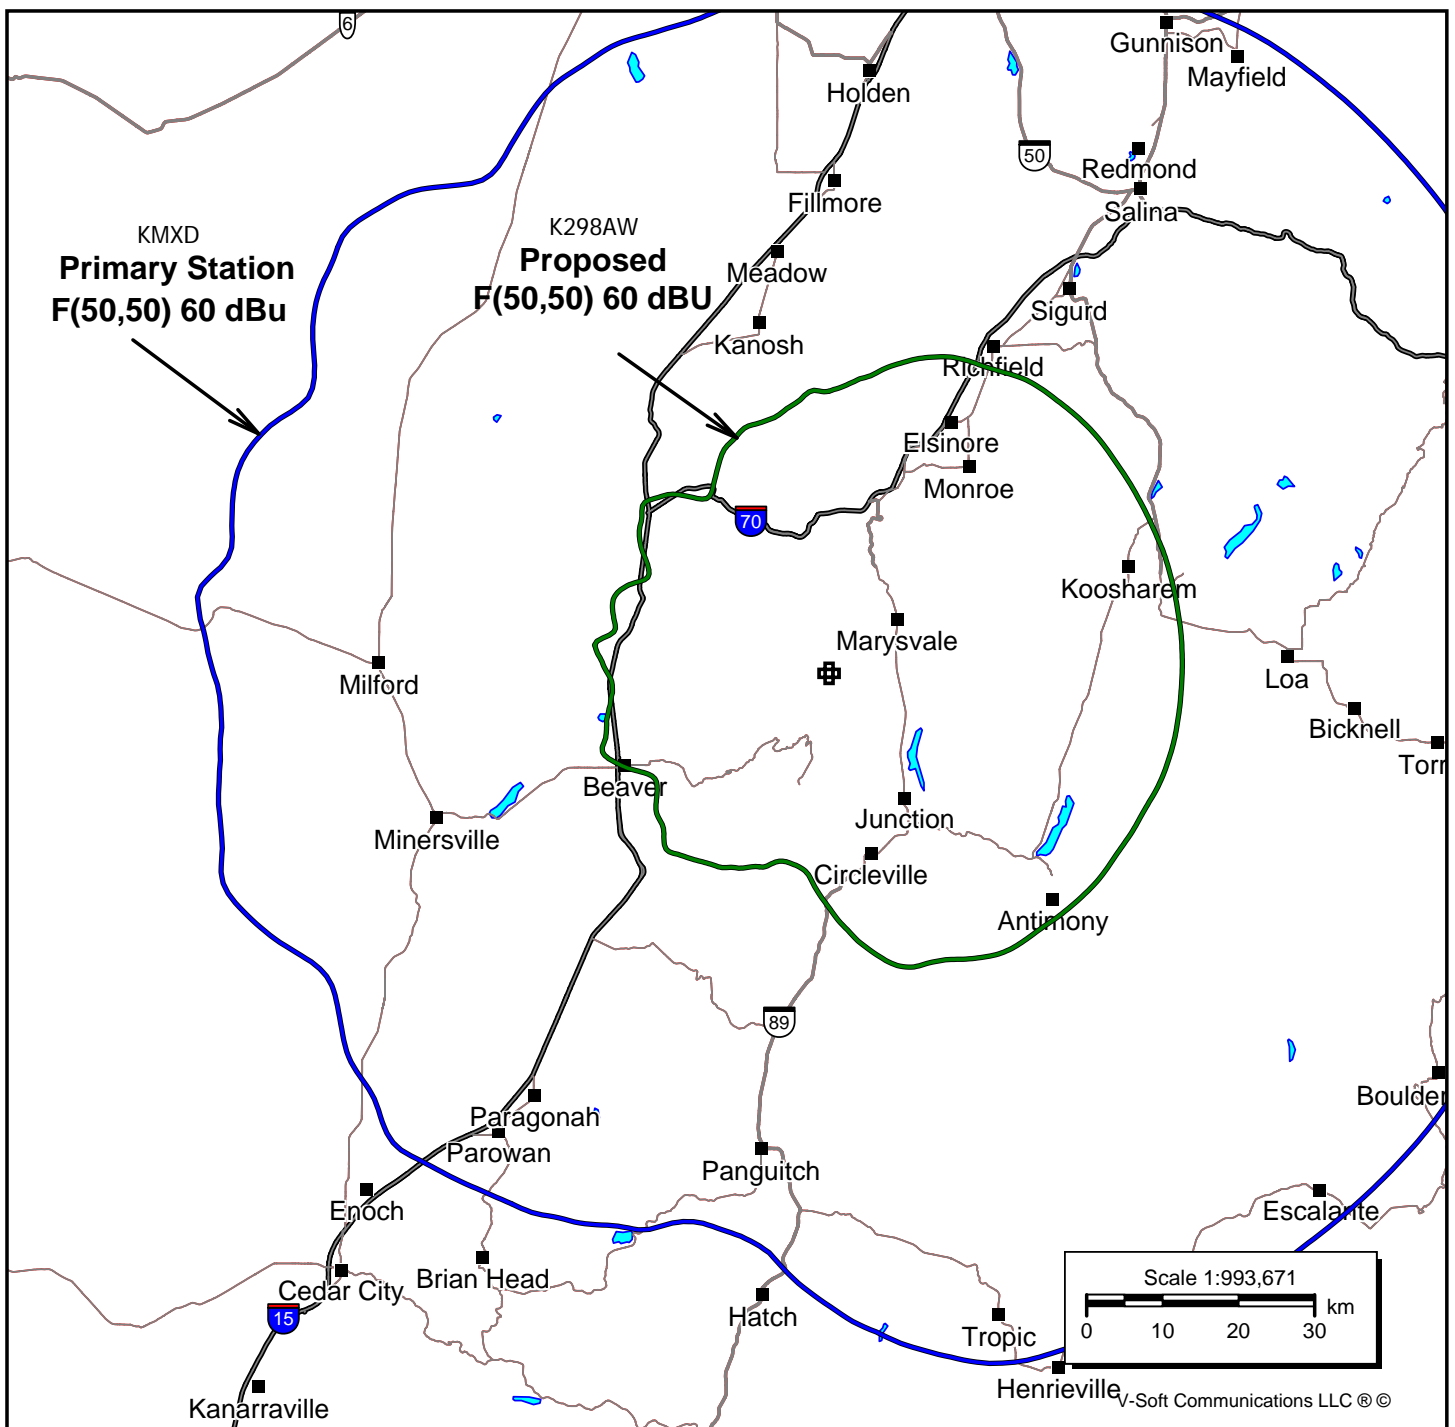 6
Gunnison
Mayfield
Holden
50
Redmond
Fillmore
Salina
KMXD
Primary Station
F(50,50) 60 dBu
K298AW
Proposed
F(50,50) 60 dBU
Meadow
Sigurd
Kanosh
Richfield
Elsinore
Monroe
70
Koosharem
Marysvale
Milford
Loa
Bicknell
Torr
Beaver
Junction
Minersville
Circleville
Antimony
89
Boulder
Paragonah
Parowan
Panguitch
Enoch
Escalante
Brian Head
Cedar City
15
Hatch
Tropic
Scale 1:993,671
km
0 10 20 30
Henrieville
V-Soft Communications LLC ® ©
Kanarraville